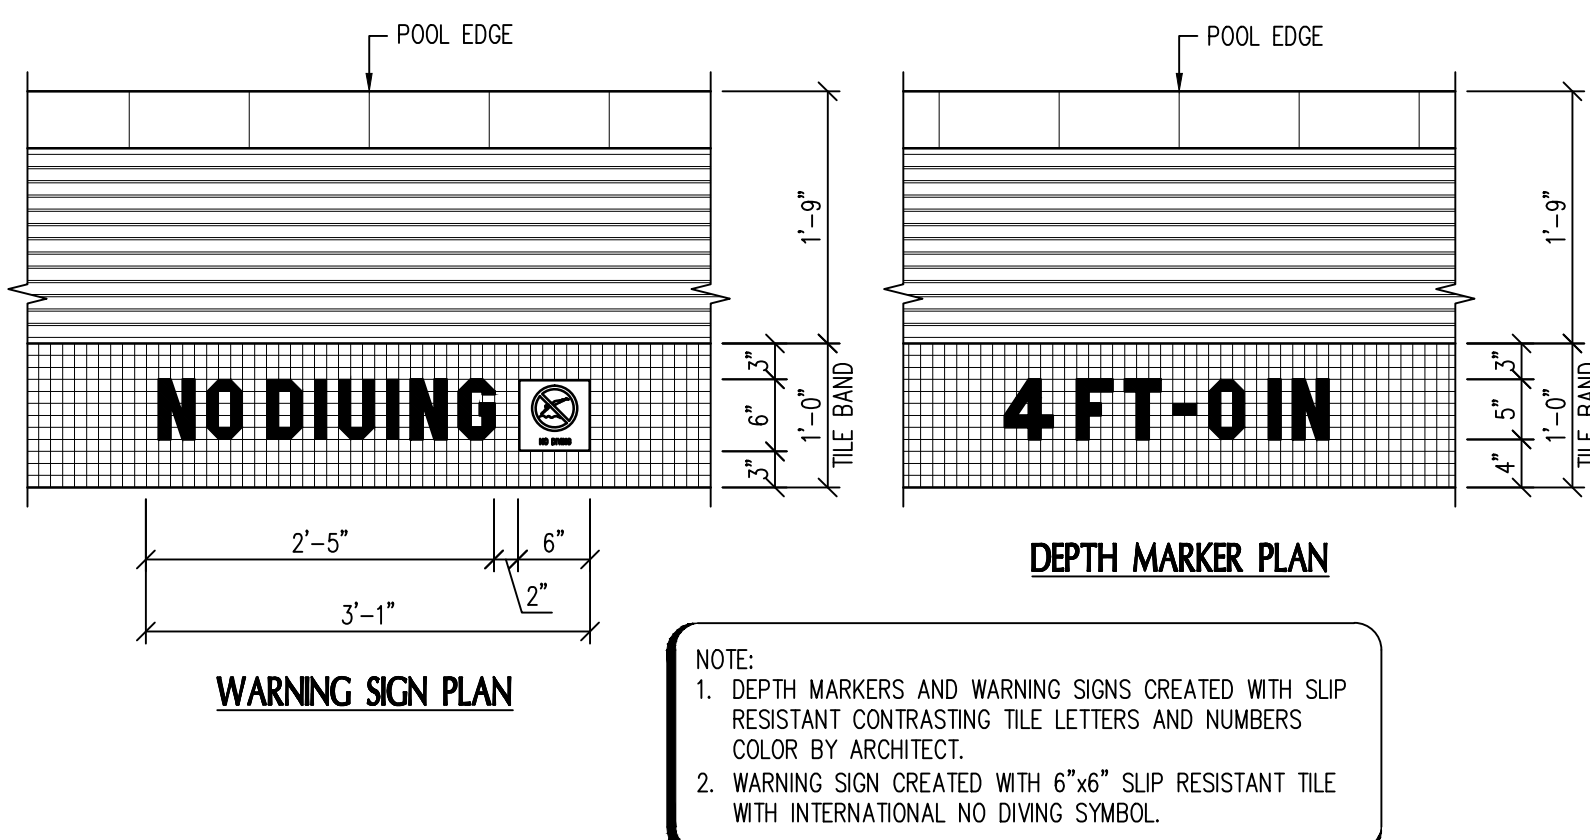 POOL EDGE
1'-9"
3"
6"
3"
1'-0"
TILE BAND
NO DIVING
NO DIVING
2'-5"
6"
2"
3'-1"
WARNING SIGN PLAN
POOL EDGE
1'-9"
3"
5"
4"
1'-0"
TILE BAND
4 FT-0 IN
DEPTH MARKER PLAN
NOTE:
1. DEPTH MARKERS AND WARNING SIGNS CREATED WITH SLIP
RESISTANT CONTRASTING TILE LETTERS AND NUMBERS
COLOR BY ARCHITECT.
2. WARNING SIGN CREATED WITH 6"x6" SLIP RESISTANT TILE
WITH INTERNATIONAL NO DIVING SYMBOL.